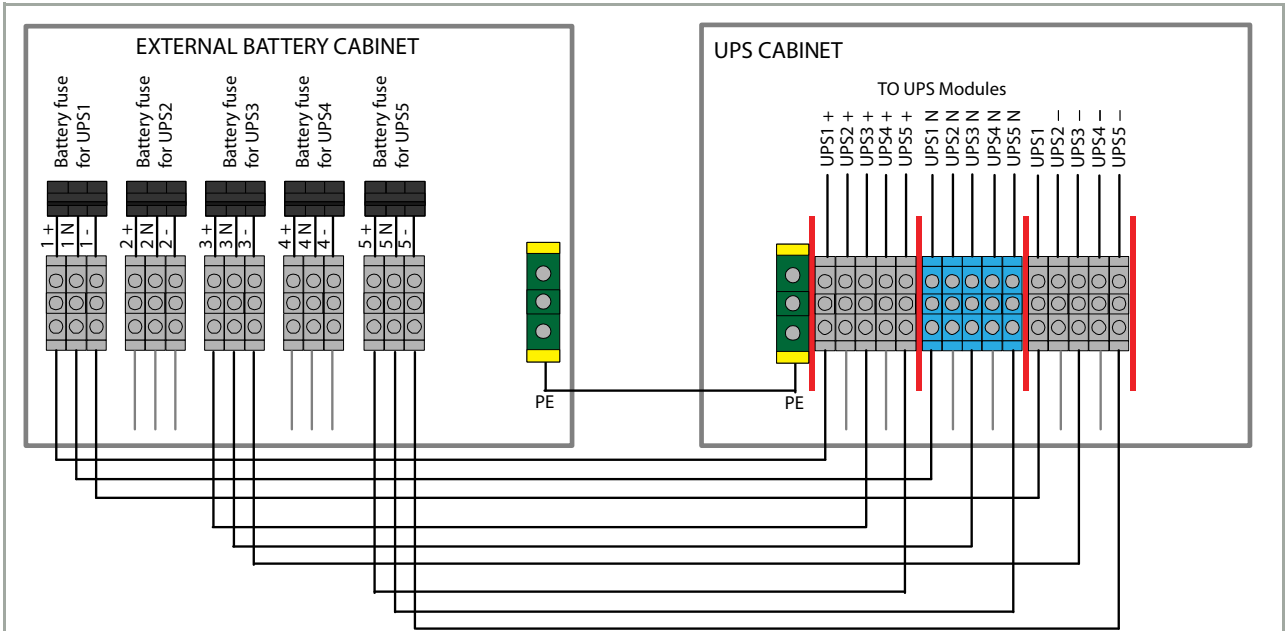 EXTERNAL BATTERY CABINET
Battery fuse
for UPS1
Battery fuse
for UPS2
Battery fuse
for UPS3
Battery fuse
for UPS4
Battery fuse
for UPS5
1 +
1 N
1 -
2 +
2 N
2 -
3 +
3 N
3 -
4 +
4 N
4 -
5 +
5 N
5 -
PE
UPS CABINET
TO UPS Modules
UPS1 +
UPS2 +
UPS3 +
UPS4 +
UPS5 +
UPS1 N
UPS2 N
UPS3 N
UPS4 N
UPS5 N
UPS1
UPS2 –
UPS3 –
UPS4 –
UPS5 –
PE